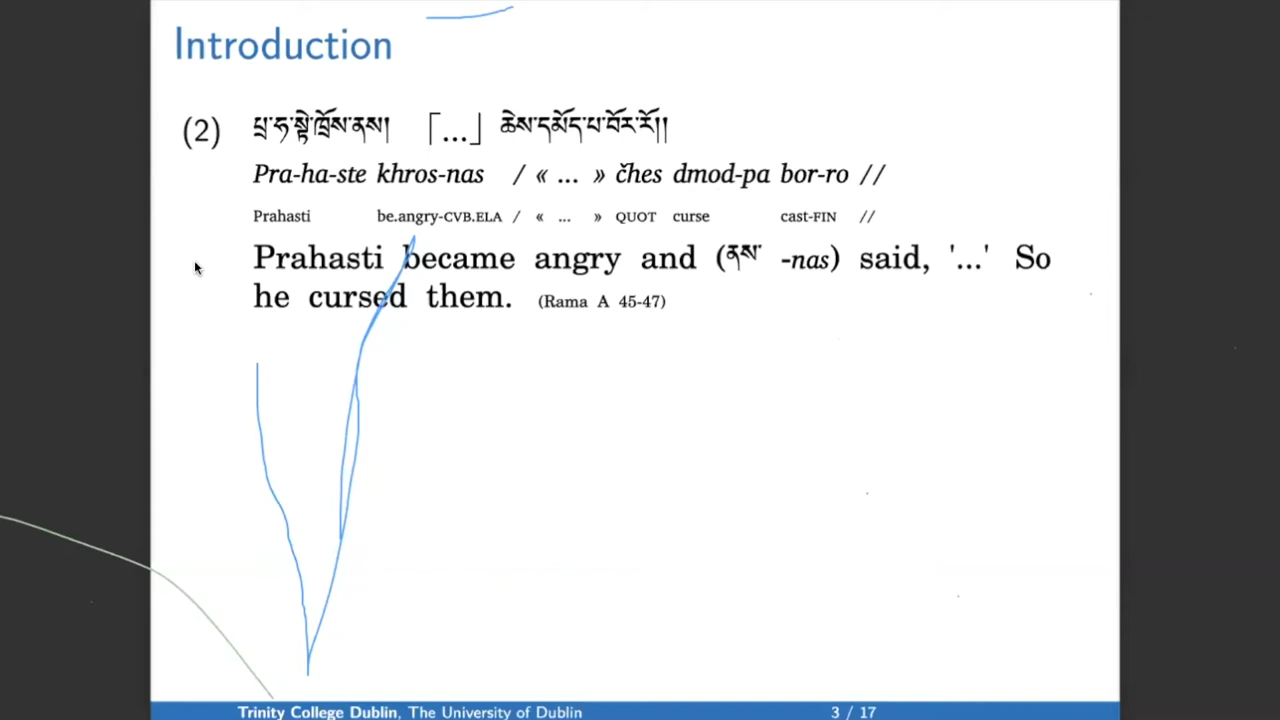 Introduction
(2) པྲ་ཧ་སྟེ་ཁྲོས་ནས། ｢...｣ ཆེས་དམོད་པ་བོར་རོ།།
Pra-ha-ste khros-nas / « ... » čhes dmod-pa bor-ro //
Prahasti be.angry-CVB.ELA / « ... » QUOT curse cast-FIN //
Prahasti became angry and (ནས་ -nas) said, '...' So
he cursed them. (Rama A 45-47)
Trinity College Dublin, The University of Dublin 3 / 17